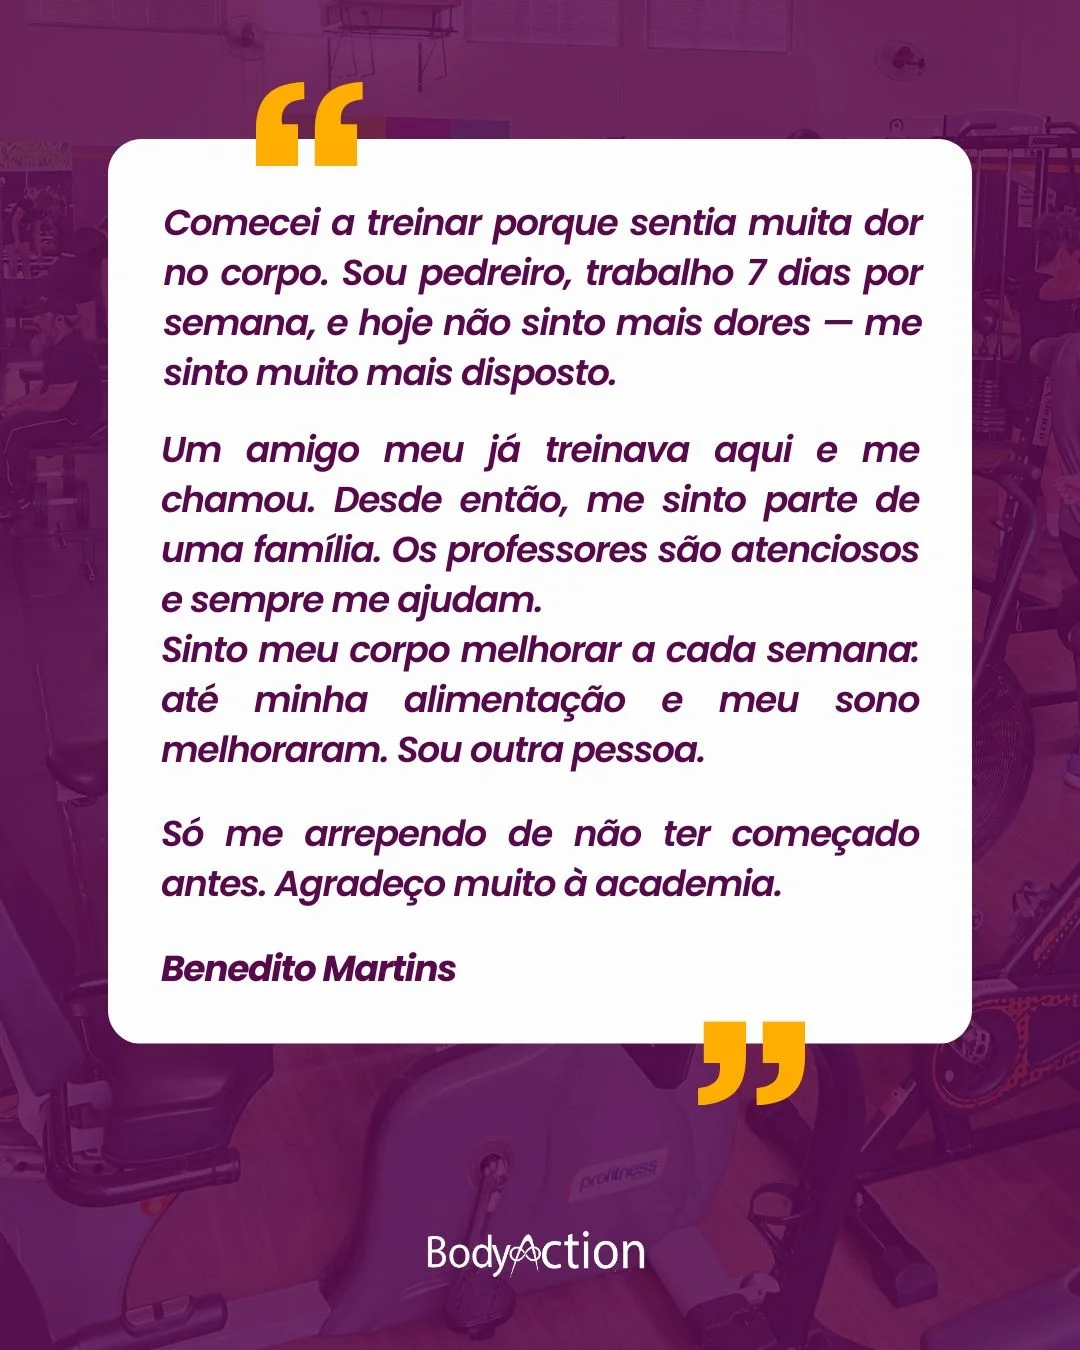 Comecei a treinar porque sentia muita dor
no corpo. Sou pedreiro, trabalho 7 dias por
semana, e hoje não sinto mais dores — me
sinto muito mais disposto.
Um amigo meu já treinava aqui e me
chamou. Desde então, me sinto parte de
uma família. Os professores são atenciosos
e sempre me ajudam.
Sinto meu corpo melhorar a cada semana:
até minha alimentação e meu sono
melhoraram. Sou outra pessoa.
Só me arrependo de não ter começado
antes. Agradeço muito à academia.
Benedito Martins
profitness
BodyAction